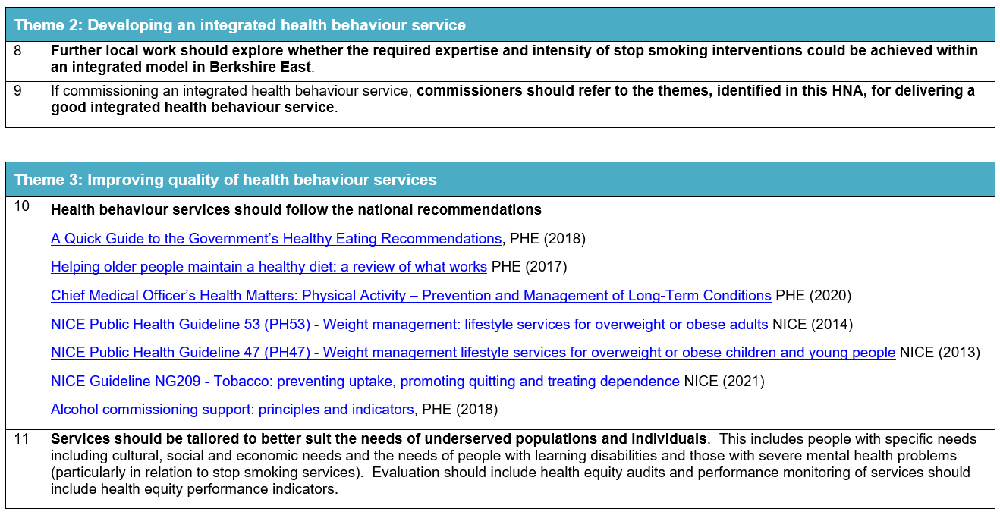 Theme 2: Developing an integrated health behaviour service
8 Further local work should explore whether the required expertise and intensity of stop smoking interventions could be achieved within
an integrated model in Berkshire East.
9 If commissioning an integrated health behaviour service, commissioners should refer to the themes, identified in this HNA, for delivering a
good integrated health behaviour service.
Theme 3: Improving quality of health behaviour services
10 Health behaviour services should follow the national recommendations
A Quick Guide to the Government’s Healthy Eating Recommendations, PHE (2018)
Helping older people maintain a healthy diet: a review of what works PHE (2017)
Chief Medical Officer’s Health Matters: Physical Activity – Prevention and Management of Long-Term Conditions PHE (2020)
NICE Public Health Guideline 53 (PH53) - Weight management: lifestyle services for overweight or obese adults NICE (2014)
NICE Public Health Guideline 47 (PH47) - Weight management lifestyle services for overweight or obese children and young people NICE (2013)
NICE Guideline NG209 - Tobacco: preventing uptake, promoting quitting and treating dependence NICE (2021)
Alcohol commissioning support: principles and indicators, PHE (2018)
11 Services should be tailored to better suit the needs of underserved populations and individuals. This includes people with specific needs
including cultural, social and economic needs and the needs of people with learning disabilities and those with severe mental health problems
(particularly in relation to stop smoking services). Evaluation should include health equity audits and performance monitoring of services should
include health equity performance indicators.